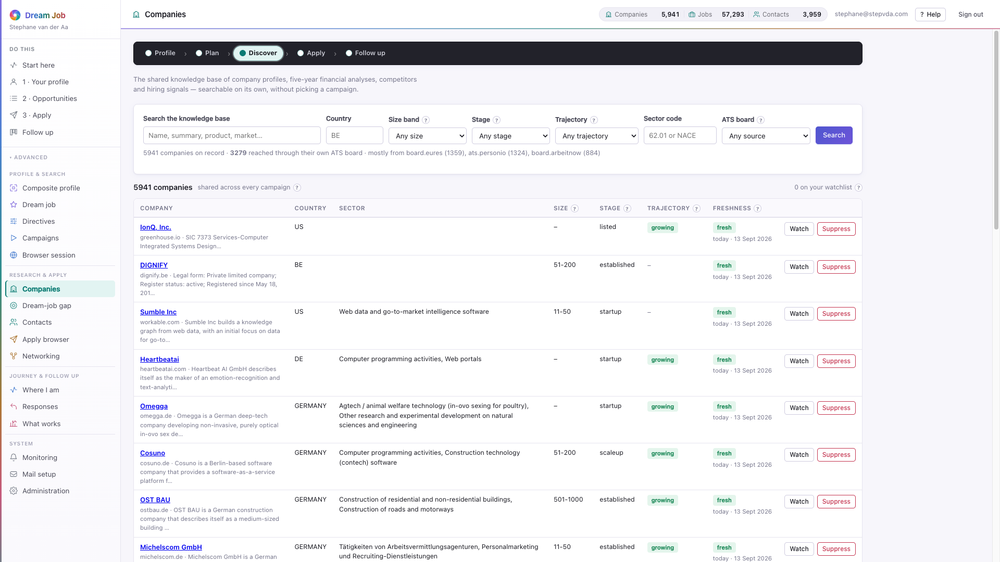 Dream Job
Stephane van der Aa
DO THIS
Start here
1 · Your profile
2 · Opportunities
3 · Apply
Follow up
ADVANCED
PROFILE & SEARCH
Composite profile
Dream job
Directives
Campaigns
Browser session
RESEARCH & APPLY
Companies
Dream-job gap
Contacts
Apply browser
Networking
JOURNEY & FOLLOW UP
Where I am
Responses
What works
SYSTEM
Monitoring
Mail setup
Administration
Companies
Companies 5,941 Jobs 57,293 Contacts 3,959 stephane@stepvda.com ? Help Sign out
Profile › Plan › Discover › Apply › Follow up
The shared knowledge base of company profiles, five-year financial analyses, competitors
and hiring signals — searchable on its own, without picking a campaign.
Search the knowledge base Country Size band ? Stage ? Trajectory ? Sector code ATS board ?
Name, summary, product, market... BE Any size Any stage Any trajectory 62.01 or NACE Any source Search
5941 companies on record · 3279 reached through their own ATS board · mostly from board.eures (1359), ats.personio (1324), board.arbeitnow (884)
5941 companies shared across every campaign ? 0 on your watchlist ?
COMPANY COUNTRY SECTOR SIZE ? STAGE ? TRAJECTORY ? FRESHNESS ?
IonQ, Inc. US – listed growing fresh Watch Suppress
greenhouse.io · SIC 7373 Services-Computer today · 13 Sept 2026
Integrated Systems Design...
DIGNIFY BE 51-200 established – fresh Watch Suppress
dignify.be · Legal form: Private limited company; today · 13 Sept 2026
Register status: active; Registered since May 18,
201...
Sumble Inc US Web data and go-to-market intelligence software 11-50 startup – fresh Watch Suppress
workable.com · Sumble Inc builds a knowledge today · 13 Sept 2026
graph from web data, with an initial focus on data
for go-to...
Heartbeatai DE Computer programming activities, Web portals – startup growing fresh Watch Suppress
heartbeatai.com · Heartbeat AI GmbH describes today · 13 Sept 2026
itself as the maker of an emotion-recognition and
text-analyti...
Omegga GERMANY Agtech / animal welfare technology (in-ovo sexing for poultry), – startup growing fresh Watch Suppress
omegga.de · Omegga is a German deep-tech Other research and experimental development on natural today · 13 Sept 2026
company developing non-invasive, purely optical sciences and engineering
in-ovo sex de...
Cosuno GERMANY Computer programming activities, Construction technology 51-200 scaleup growing fresh Watch Suppress
cosuno.de · Cosuno is a Berlin-based software (contech) software today · 13 Sept 2026
company that provides a software-as-a-service
platform f...
OST BAU GERMANY Construction of residential and non-residential buildings, 501-1000 established growing fresh Watch Suppress
ostbau.de · OST BAU is a German construction Construction of roads and motorways today · 13 Sept 2026
company that describes itself as a medium-sized
building ...
Michelscom GmbH GERMANY Tätigkeiten von Arbeitsvermittlungsagenturen, Personalmarketing 11-50 established growing fresh Watch Suppress
michelscom.de · Michelscom GmbH is a German und Recruiting-Dienstleistungen today · 13 Sept 2026